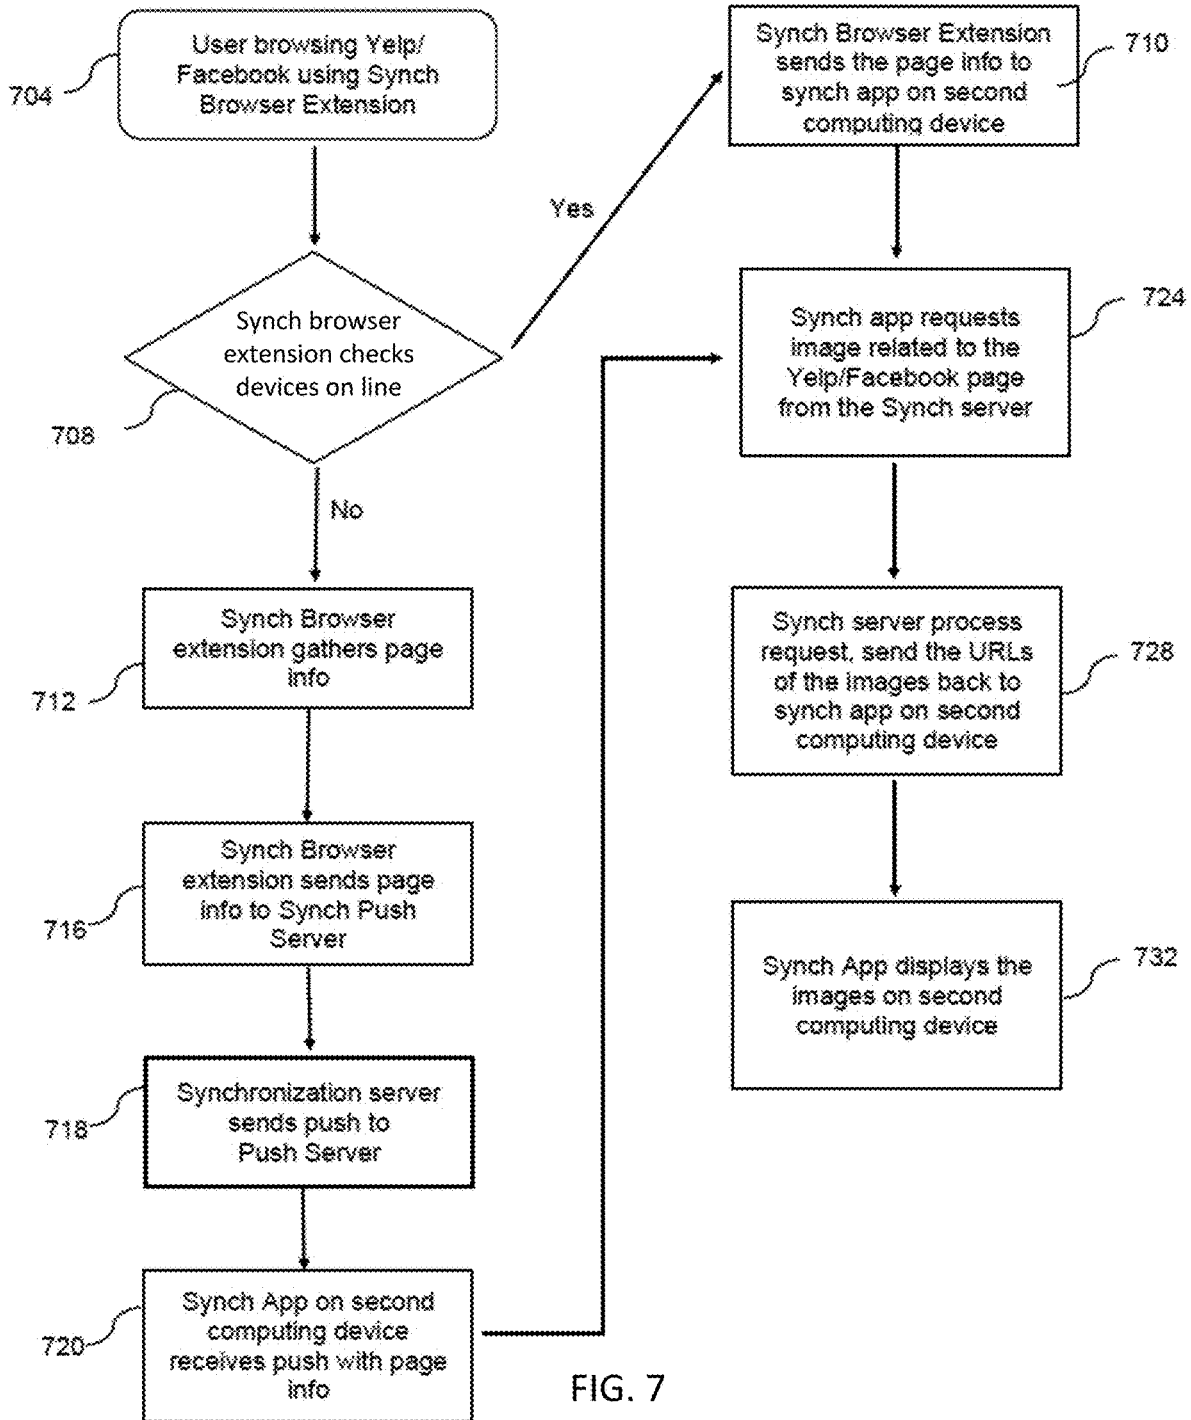 User browsing Yelp/
Facebook using Synch
Browser Extension
704
Synch browser
extension checks
devices on line
708
Yes
No
Synch Browser
extension gathers page
info
712
Synch Browser
extension sends page
info to Synch Push
Server
716
Synchronization server
sends push to
Push Server
718
Synch App on second
computing device
receives push with page
info
720
Synch Browser Extension
sends the page info to
synch app on second
computing device
710
Synch app requests
image related to the
Yelp/Facebook page
from the Synch server
724
Synch server process
request, send the URLs
of the images back to
synch app on second
computing device
728
Synch App displays the
images on second
computing device
732
FIG. 7